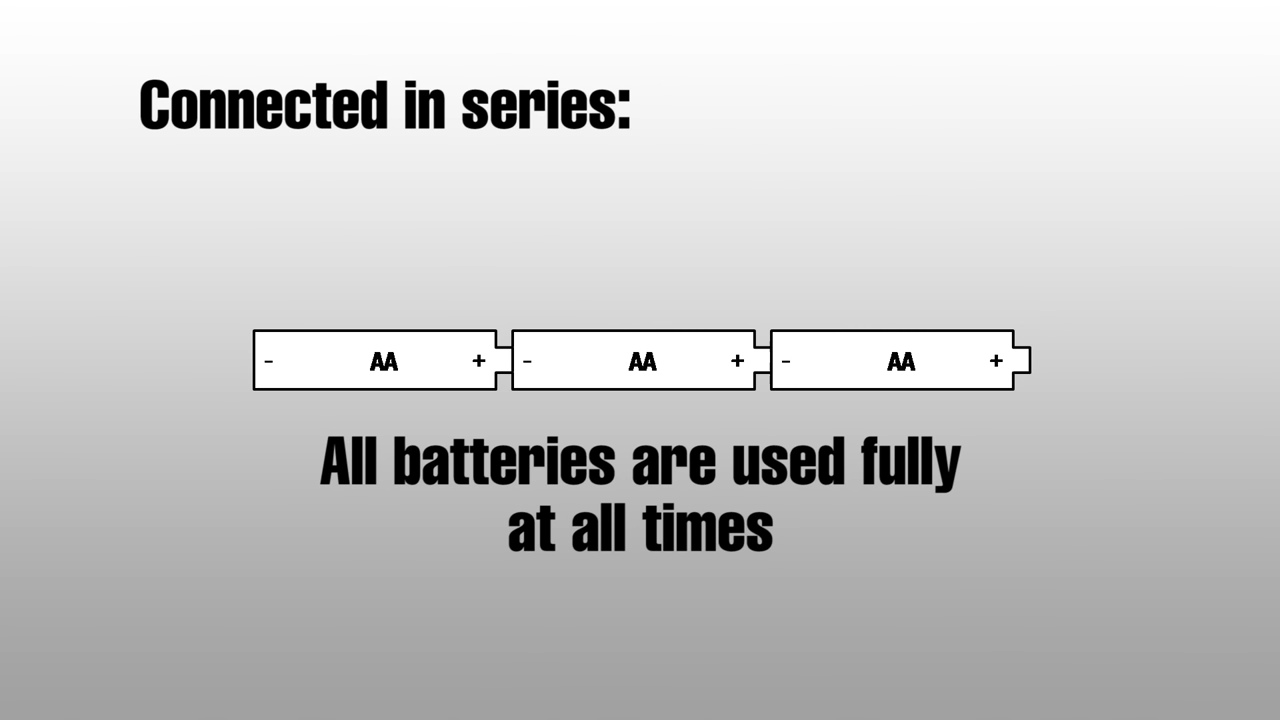 Connected in series:
- AA + - AA + - AA +
All batteries are used fully
at all times